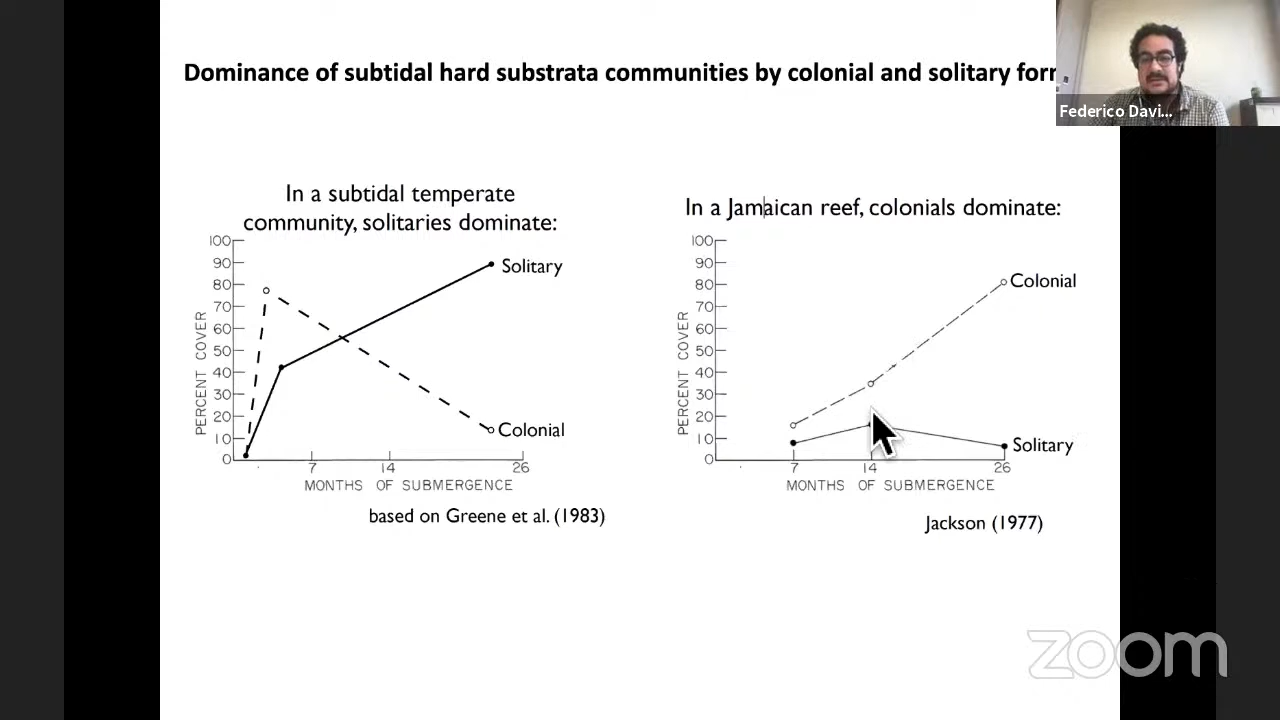 Dominance of subtidal hard substrata communities by colonial and solitary for
Federico Davi...
In a subtidal temperate
community, solitaries dominate:
100
90
80
70
60
50
40
30
20
10
0
PERCENT COVER
Solitary
Colonial
7 14 26
MONTHS OF SUBMERGENCE
based on Greene et al. (1983)
In a Jamaican reef, colonials dominate:
100
90
80
70
60
50
40
30
20
10
0
PERCENT COVER
Colonial
Solitary
7 14 26
MONTHS OF SUBMERGENCE
Jackson (1977)
zoom